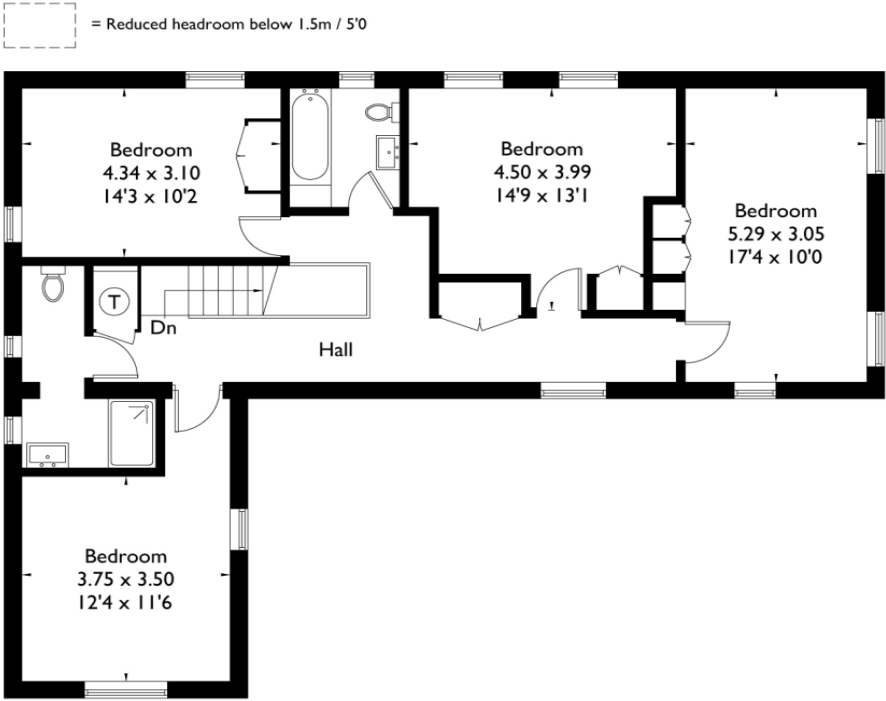 = Reduced headroom below 1.5m / 5'0
Bedroom
4.34 x 3.10
14'3 x 10'2
Bedroom
4.50 x 3.99
14'9 x 13'1
Bedroom
5.29 x 3.05
17'4 x 10'0
T
Dn
Hall
Bedroom
3.75 x 3.50
12'4 x 11'6